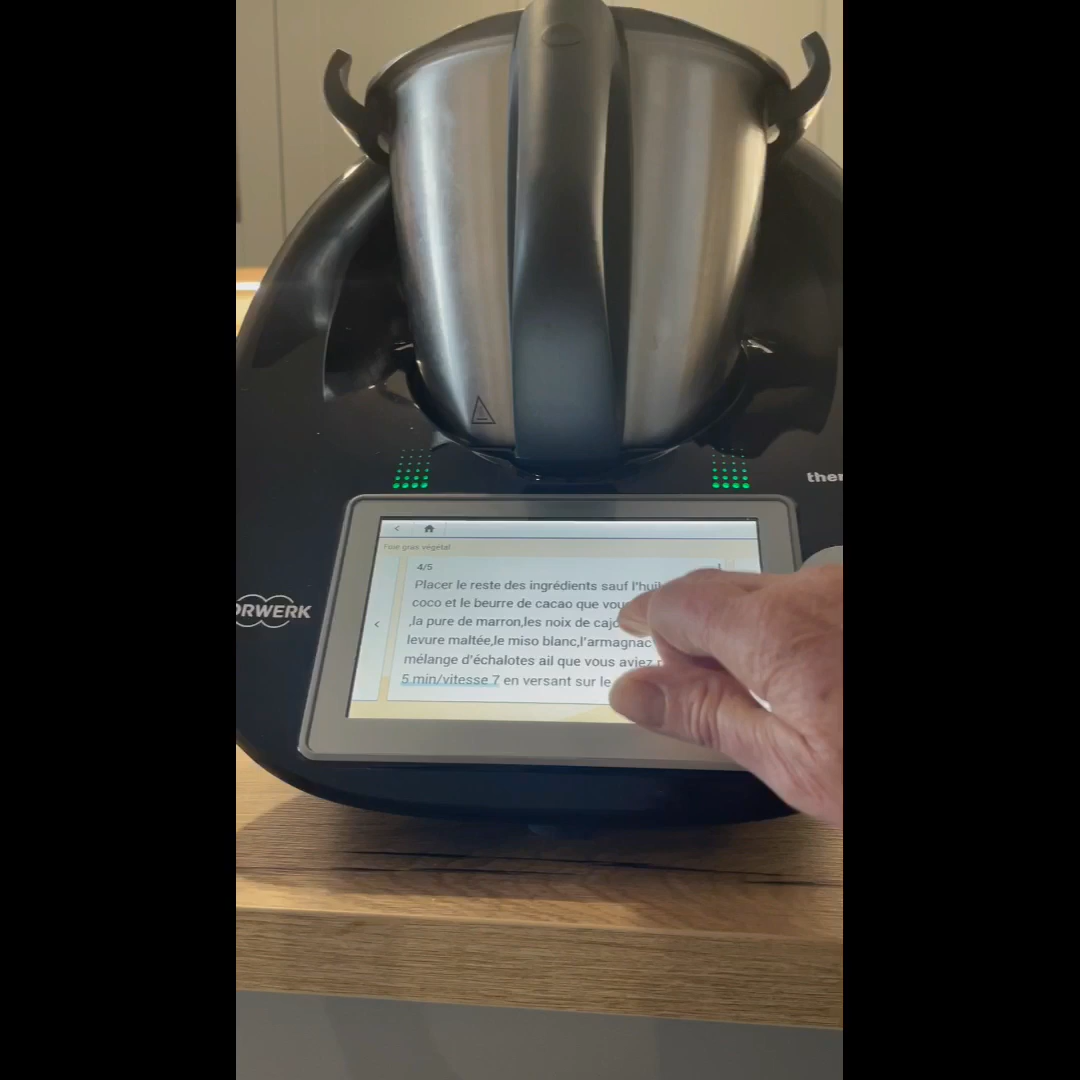 ther
Foie gras végétal
4/5
Placer le reste des ingrédients sauf l'huil
coco et le beurre de cacao que vou
,la pure de marron,les noix de cajo
levure maltée,le miso blanc,l'armagnac
mélange d'échalotes ail que vous aviez
5 min/vitesse 7 en versant sur le
ORWERK